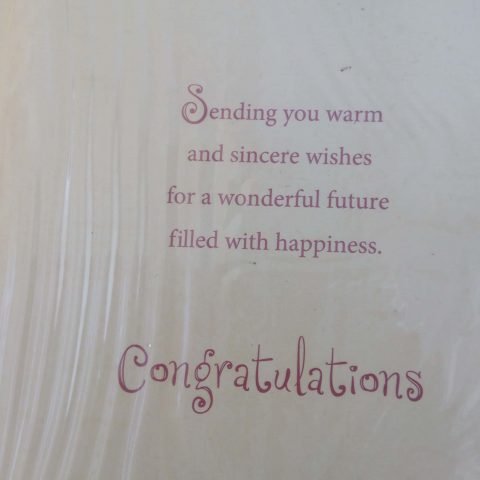 Sending you warm
and sincere wishes
for a wonderful future
filled with happiness.
Congratulations